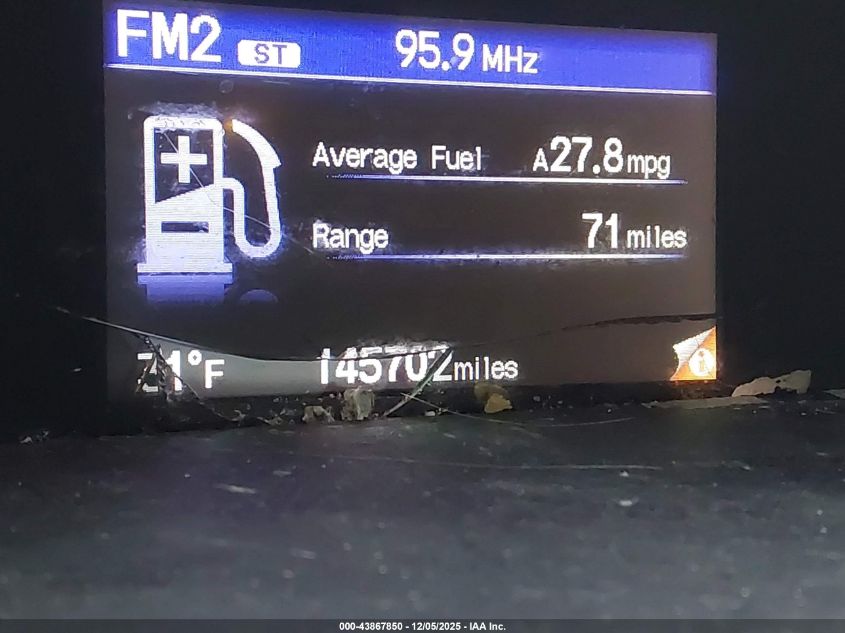 FM2 ST 95.9 MHz
Average Fuel A27.8 mpg
Range 71 miles
145702 miles
000-43867850 - 12/05/2025 - IAA Inc.